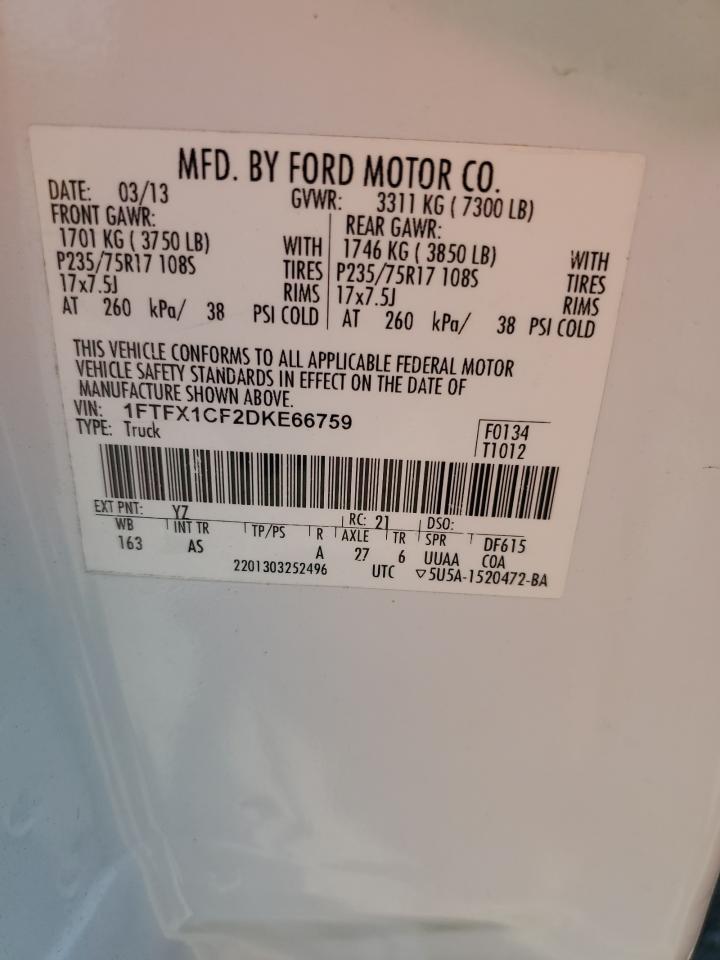 MFD. BY FORD MOTOR CO.
DATE: 03/13 GVWR: 3311 KG ( 7300 LB)
FRONT GAWR: REAR GAWR:
1701 KG ( 3750 LB) WITH 1746 KG ( 3850 LB) WITH
P235/75R17 108S TIRES P235/75R17 108S TIRES
17x7.5J RIMS 17x7.5J RIMS
AT 260 kPa/ 38 PSI COLD AT 260 kPa/ 38 PSI COLD
THIS VEHICLE CONFORMS TO ALL APPLICABLE FEDERAL MOTOR
VEHICLE SAFETY STANDARDS IN EFFECT ON THE DATE OF
MANUFACTURE SHOWN ABOVE.
VIN: 1FTFX1CF2DKE66759
TYPE: Truck F0134
T1012
EXT PNT: YZ RC: 21 DSO:
WB INT TR TP/PS R AXLE TR SPR DF615
163 AS A 27 6 UUAA COA
2201303252496 UTC ▽5U5A-1520472-BA